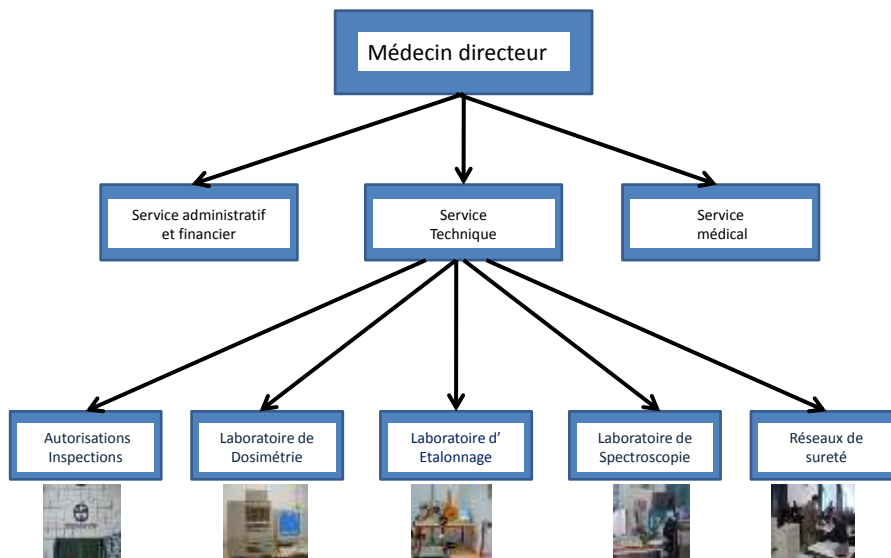 Médecin directeur
Service administratif
et financier
Service
Technique
Service
médical
Autorisations
Inspections
Laboratoire de
Dosimétrie
Laboratoire d’
Etalonnage
Laboratoire de
Spectroscopie
Réseaux de
sureté